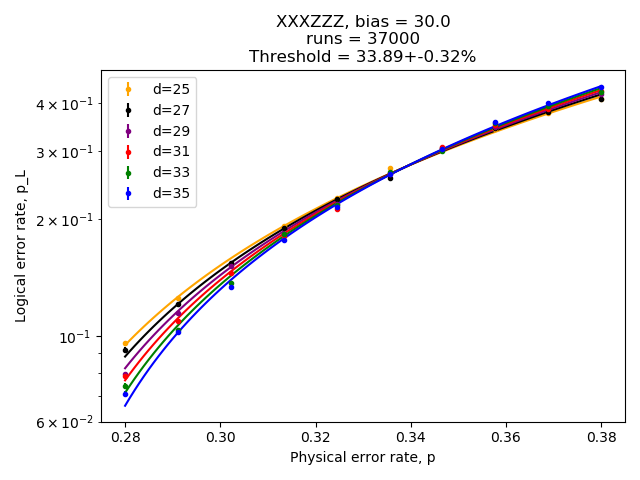 XXXZZZ, bias = 30.0
runs = 37000
Threshold = 33.89+-0.32%
d=25
d=27
d=29
d=31
d=33
d=35
4 × 10⁻¹
3 × 10⁻¹
2 × 10⁻¹
10⁻¹
6 × 10⁻²
Logical error rate, p_L
0.28 0.30 0.32 0.34 0.36 0.38
Physical error rate, p